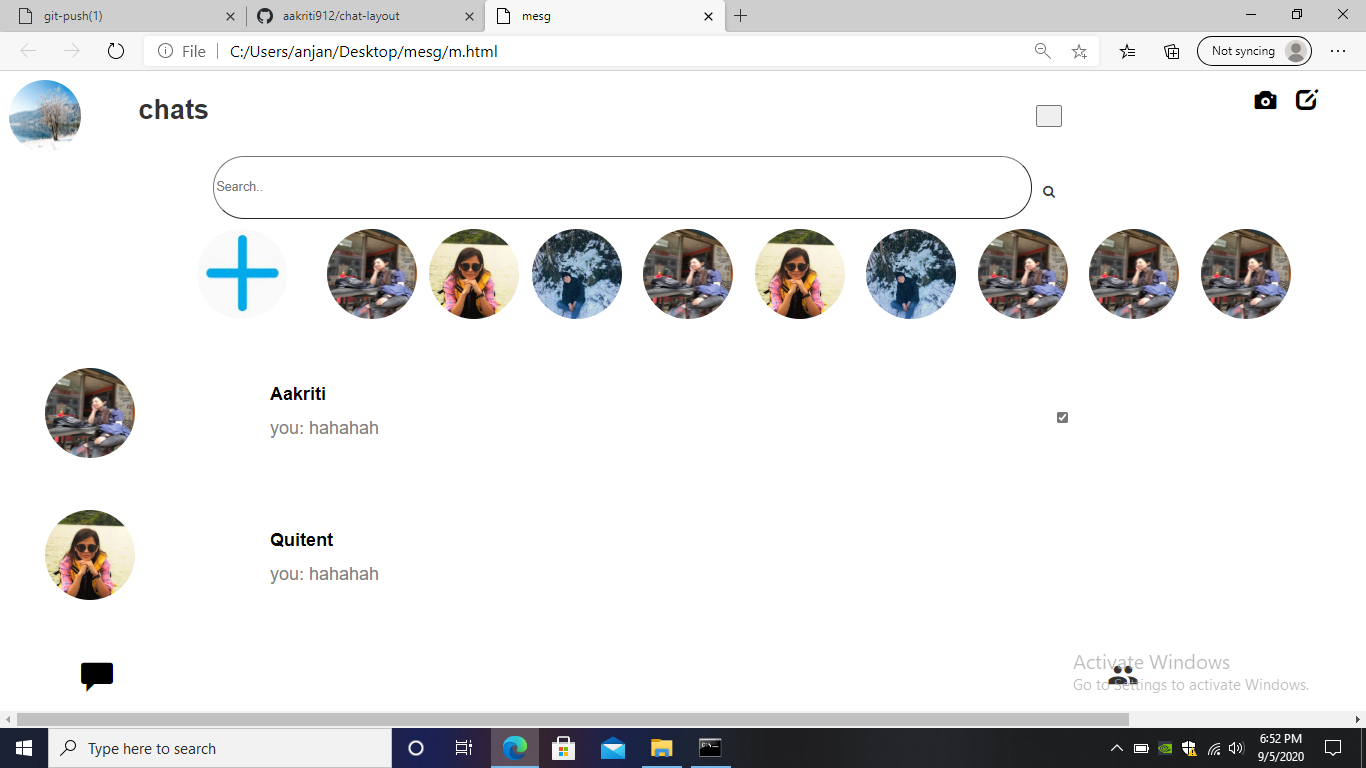 git-push(1)
aakriti912/chat-layout
mesg
File
C:/Users/anjan/Desktop/mesg/m.html
Not syncing
chats
Search..
Aakriti
you: hahahah
Quitent
you: hahahah
Activate Windows
Go to Settings to activate Windows.
Type here to search
6:52 PM
9/5/2020